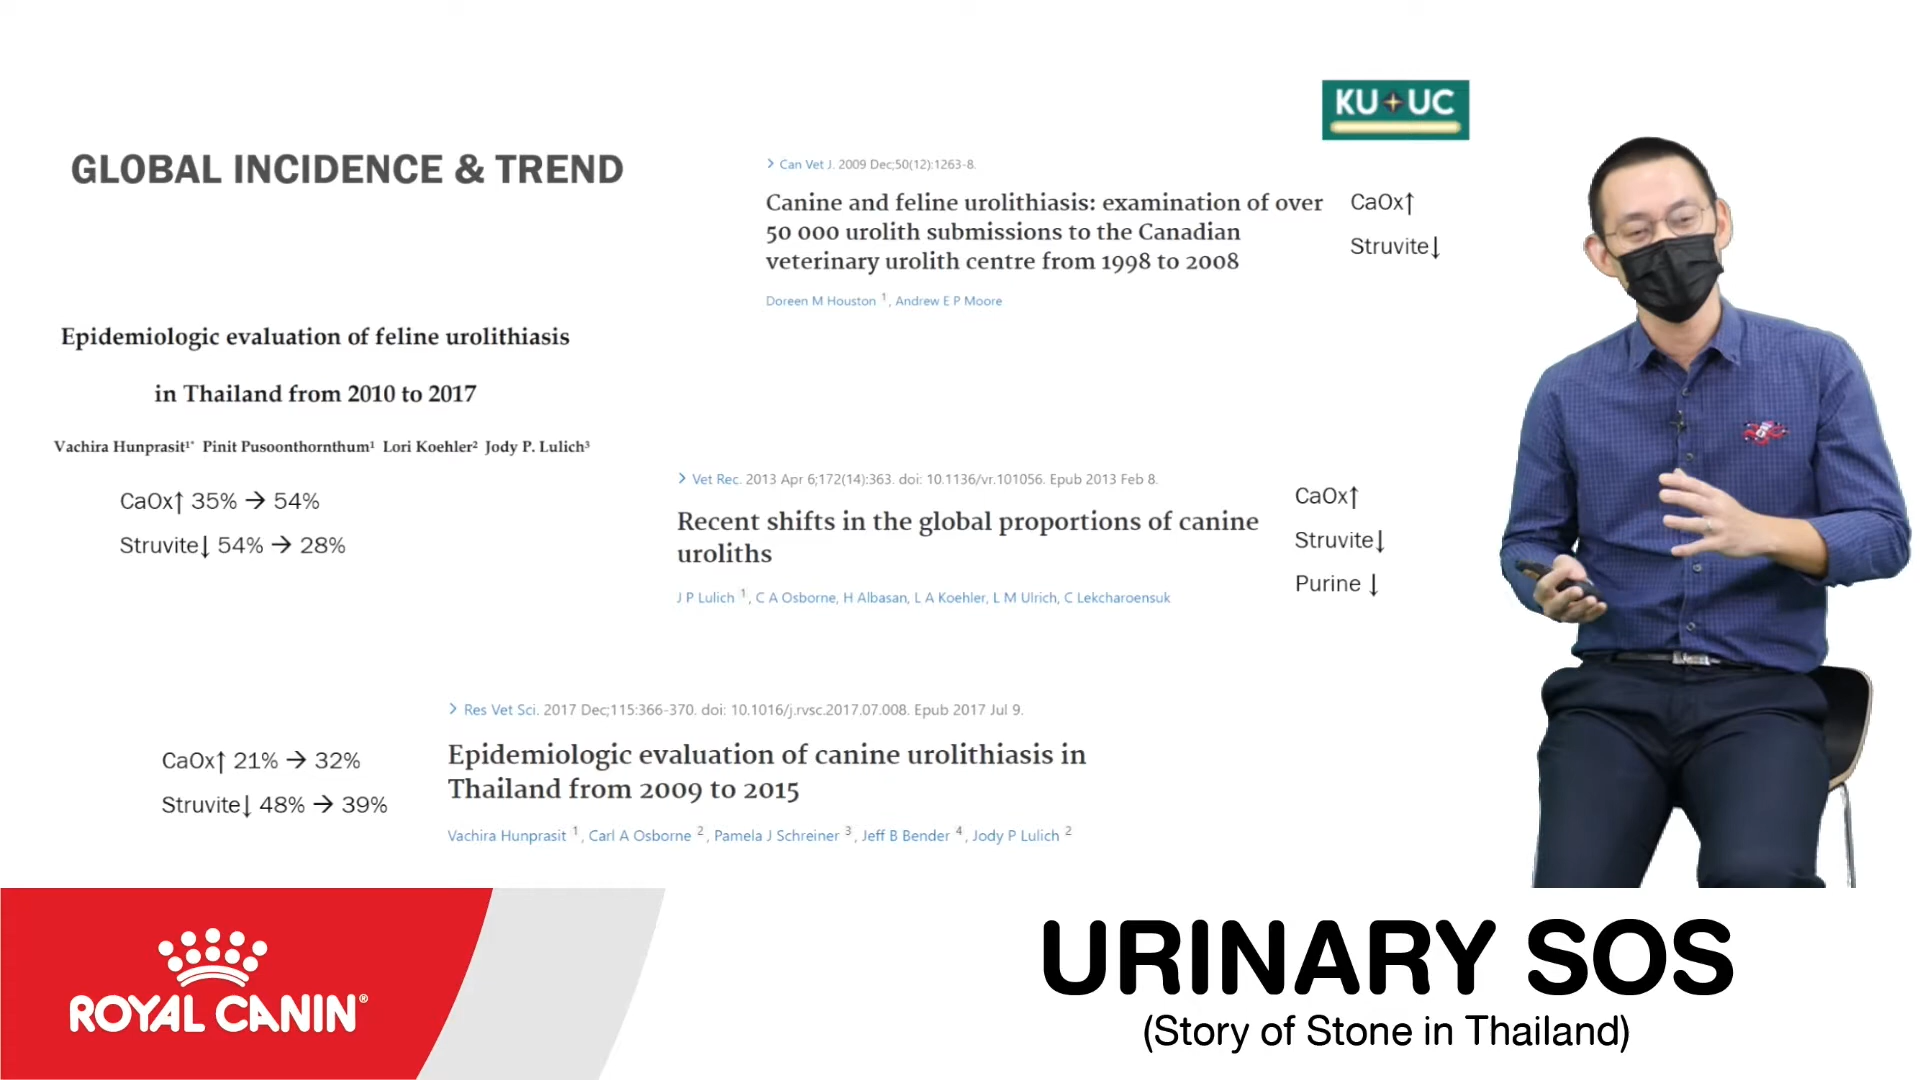 KU+UC
GLOBAL INCIDENCE & TREND
> Can Vet J. 2009 Dec;50(12):1263-8.
Canine and feline urolithiasis: examination of over
50 000 urolith submissions to the Canadian
veterinary urolith centre from 1998 to 2008
Doreen M Houston 1, Andrew E P Moore
CaOx↑
Struvite↓
Epidemiologic evaluation of feline urolithiasis
in Thailand from 2010 to 2017
Vachira Hunprasit1* Pinit Pusoonthornthum1 Lori Koehler2 Jody P. Lulich3
CaOx↑ 35% → 54%
Struvite↓ 54% → 28%
> Vet Rec. 2013 Apr 6;172(14):363. doi: 10.1136/vr.101056. Epub 2013 Feb 8.
Recent shifts in the global proportions of canine
uroliths
J P Lulich 1, C A Osborne, H Albasan, L A Koehler, L M Ulrich, C Lekcharoensuk
CaOx↑
Struvite↓
Purine ↓
> Res Vet Sci. 2017 Dec;115:366-370. doi: 10.1016/j.rvsc.2017.07.008. Epub 2017 Jul 9.
Epidemiologic evaluation of canine urolithiasis in
Thailand from 2009 to 2015
Vachira Hunprasit 1, Carl A Osborne 2, Pamela J Schreiner 3, Jeff B Bender 4, Jody P Lulich 2
CaOx↑ 21% → 32%
Struvite↓ 48% → 39%
ROYAL CANIN®
URINARY SOS
(Story of Stone in Thailand)